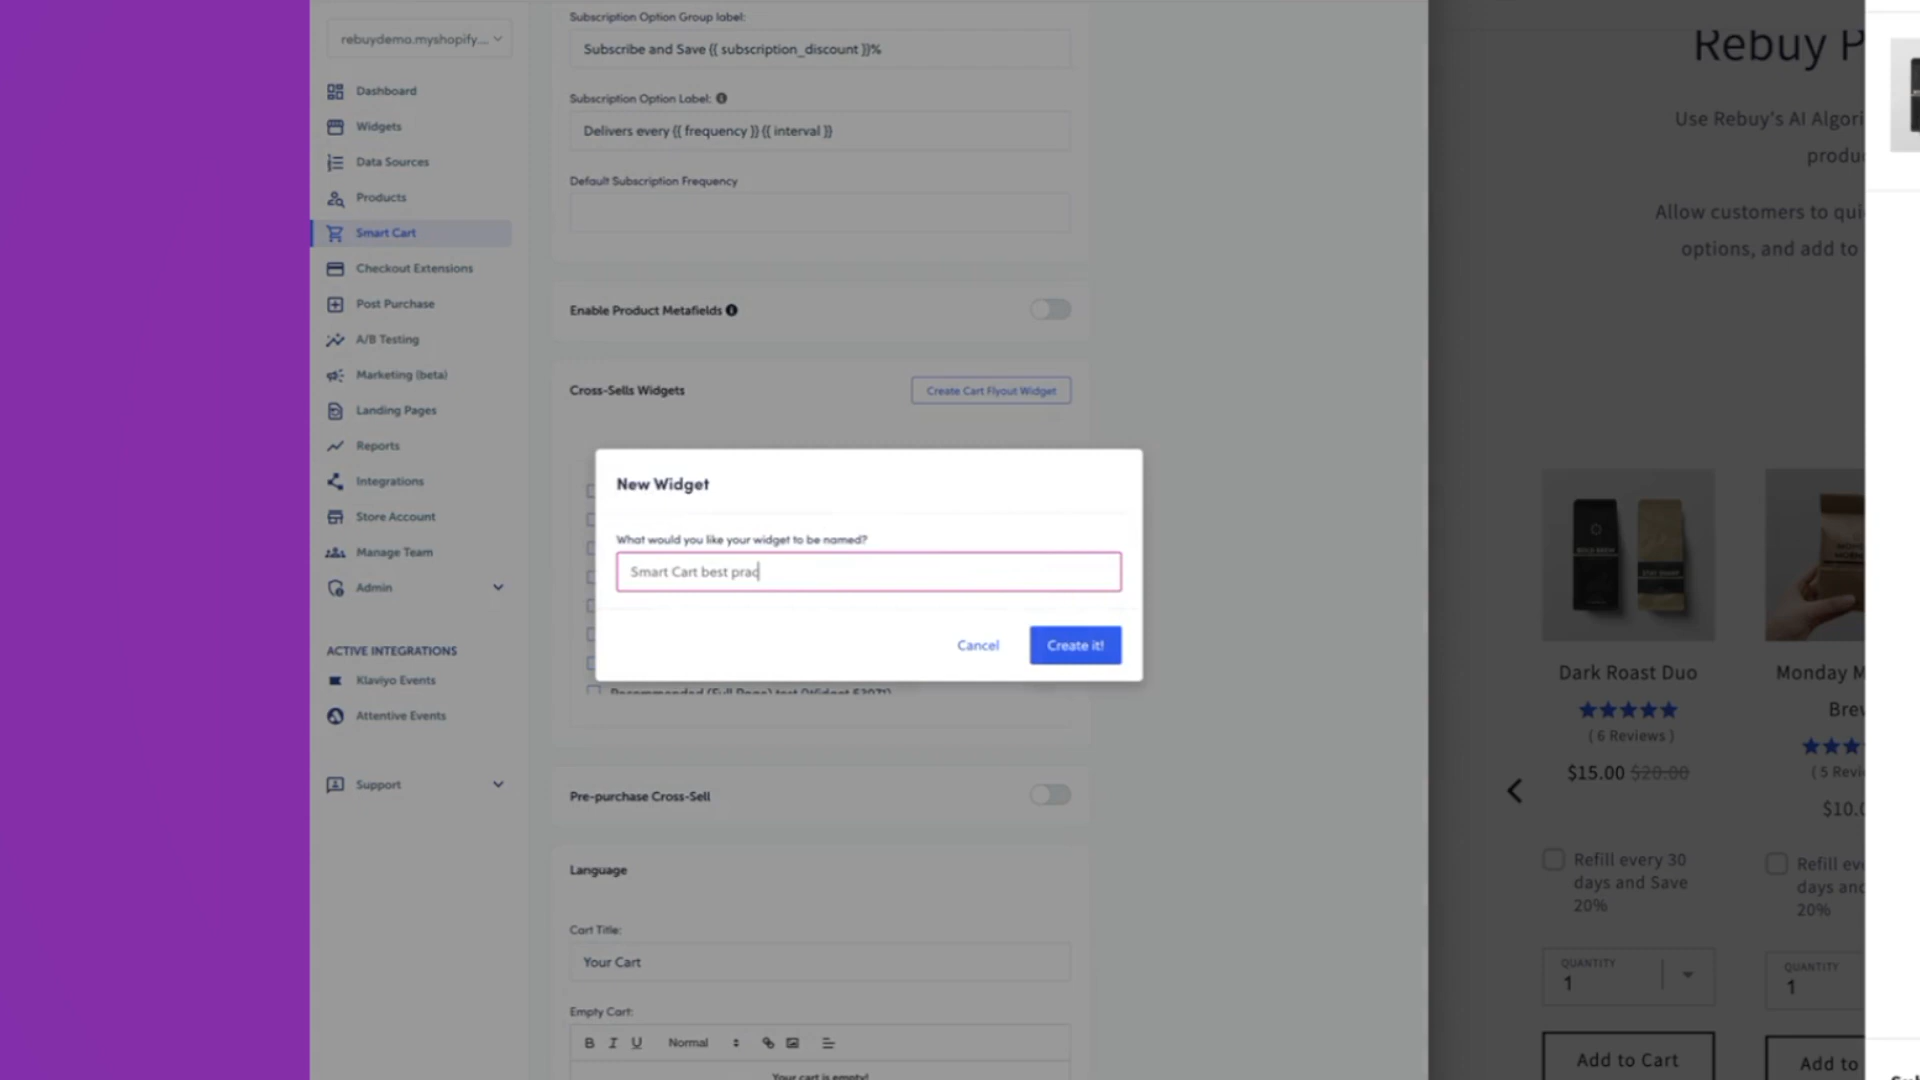 rebuydemo.myshopify....
Dashboard
Widgets
Data Sources
Products
Smart Cart
Checkout Extensions
Post Purchase
A/B Testing
Marketing (beta)
Landing Pages
Reports
Integrations
Store Account
Manage Team
Admin
ACTIVE INTEGRATIONS
Klaviyo Events
Attentive Events
Support
Subscription Option Group label:
Subscribe and Save {{ subscription_discount }}%
Subscription Option Label:
Delivers every {{ frequency }} {{ interval }}
Default Subscription Frequency
Enable Product Metafields
Cross-Sells Widgets
Create Cart Flyout Widget
New Widget
What would you like your widget to be named?
Smart Cart best prac
Cancel
Create it!
Recommended (Full Page) test (Widget
Pre-purchase Cross-Sell
Language
Cart Title:
Your Cart
Empty Cart:
B I U Normal
Your cart is empty!
Rebuy P
Use Rebuy's AI Algori
produ
Allow customers to qui
options, and add to
Dark Roast Duo
( 6 Reviews )
$15.00 $20.00
Refill every 30
days and Save
20%
QUANTITY
1
Add to Cart
Monday M
Brew
( 5 Revi
$10.0
Refill eve
days and
20%
QUANTITY
1
Add to